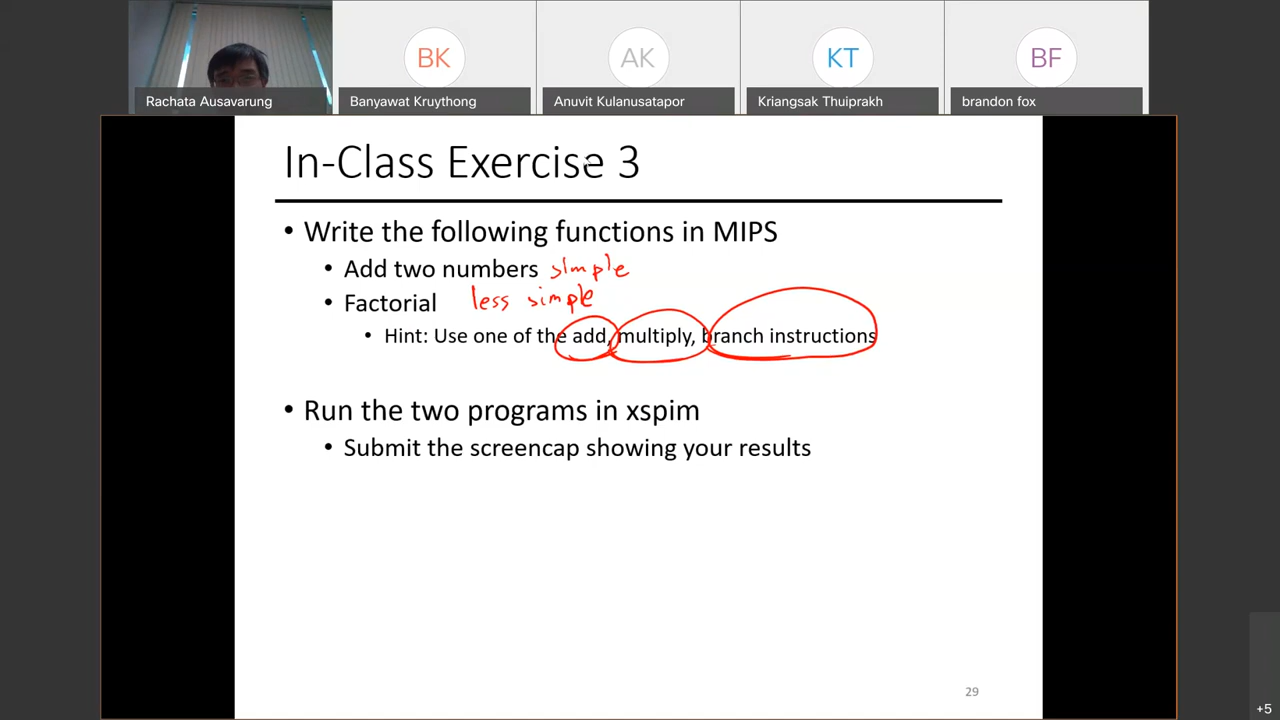 BK
AK
KT
BF
Rachata Ausavarung
Banyawat Kruythong
Anuvit Kulanusatapor
Kriangsak Thuiprakh
brandon fox
In-Class Exercise 3
• Write the following functions in MIPS
• Add two numbers simple
• Factorial less simple
• Hint: Use one of the add, multiply, branch instructions
• Run the two programs in xspim
• Submit the screencap showing your results
29
+5